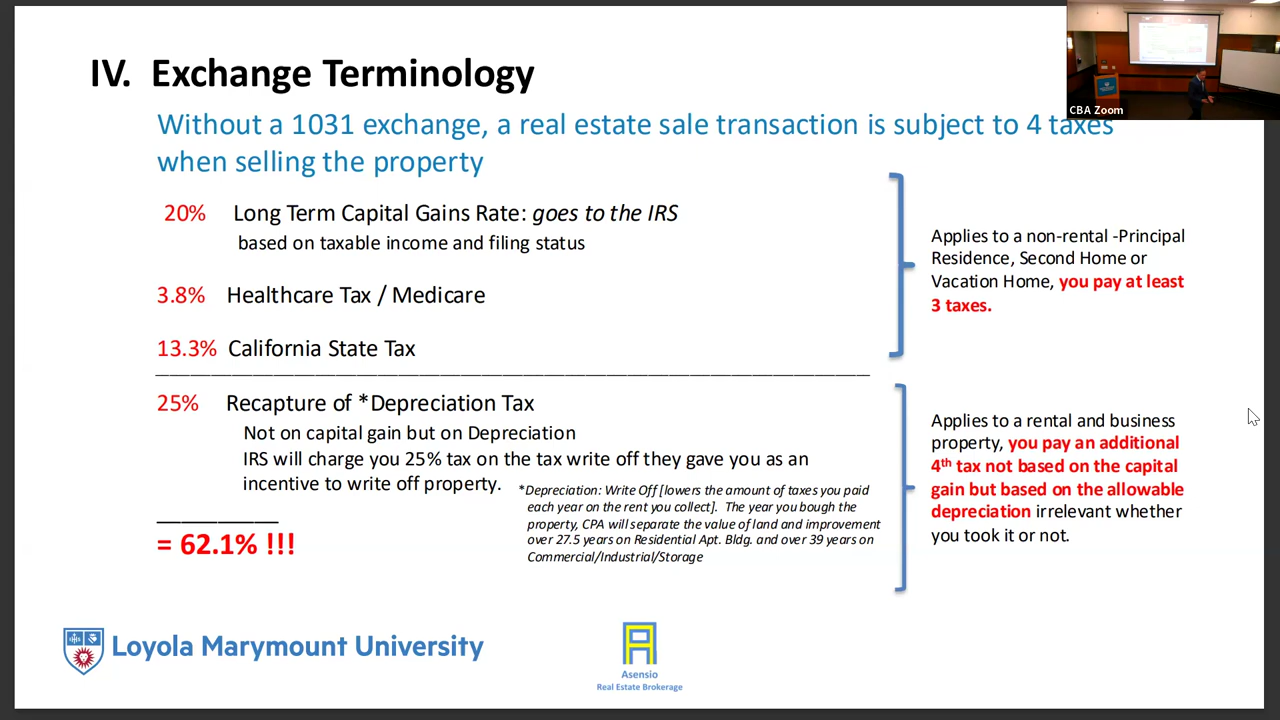 IV. Exchange Terminology
Without a 1031 exchange, a real estate sale transaction is subject to 4 taxes
when selling the property
20% Long Term Capital Gains Rate: goes to the IRS
based on taxable income and filing status
3.8% Healthcare Tax / Medicare
13.3% California State Tax
Applies to a non-rental -Principal
Residence, Second Home or
Vacation Home, you pay at least
3 taxes.
25% Recapture of *Depreciation Tax
Not on capital gain but on Depreciation
IRS will charge you 25% tax on the tax write off they gave you as an
incentive to write off property.
*Depreciation: Write Off [lowers the amount of taxes you paid
each year on the rent you collect]. The year you bough the
property, CPA will separate the value of land and improvement
over 27.5 years on Residential Apt. Bldg. and over 39 years on
Commercial/Industrial/Storage
= 62.1% !!!
Applies to a rental and business
property, you pay an additional
4th tax not based on the capital
gain but based on the allowable
depreciation irrelevant whether
you took it or not.
Loyola Marymount University
Asensio
Real Estate Brokerage
CBA Zoom